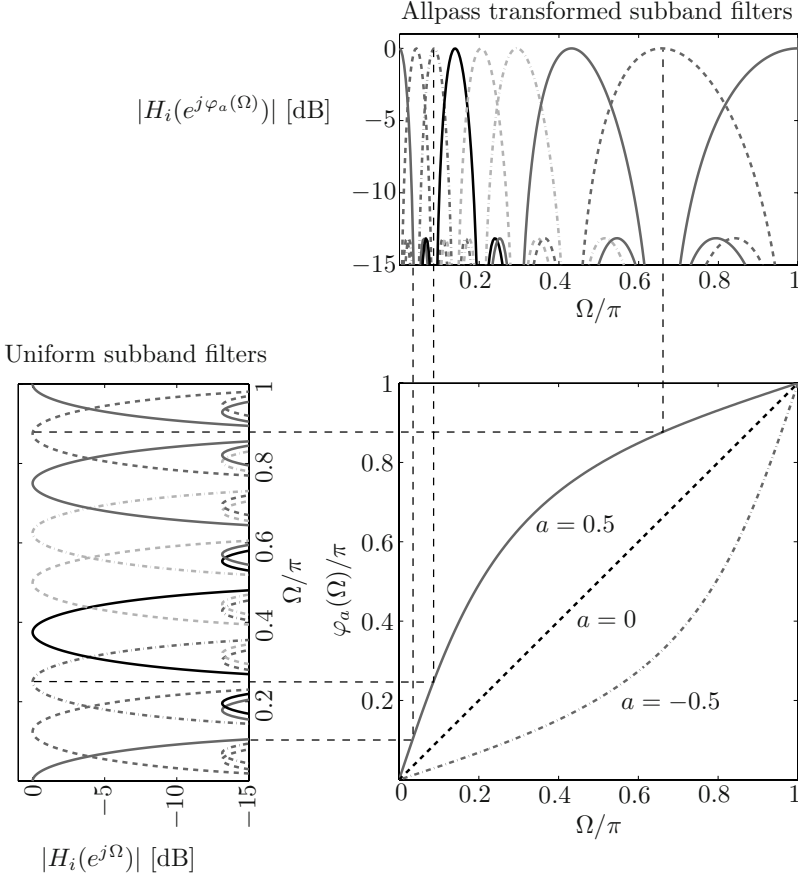 Allpass transformed subband filters
|H_i(e^{jφ_a(Ω)})| [dB]
0
−5
−10
−15
0.2
0.4
0.6
0.8
1
Ω/π
Uniform subband filters
1
0.8
0.6
0.4
0.2
Ω/π
0
−5
−10
−15
|H_i(e^{jΩ})| [dB]
1
0.8
0.6
0.4
0.2
φ_a(Ω)/π
a = 0.5
a = 0
a = −0.5
0
0.2
0.4
0.6
0.8
1
Ω/π